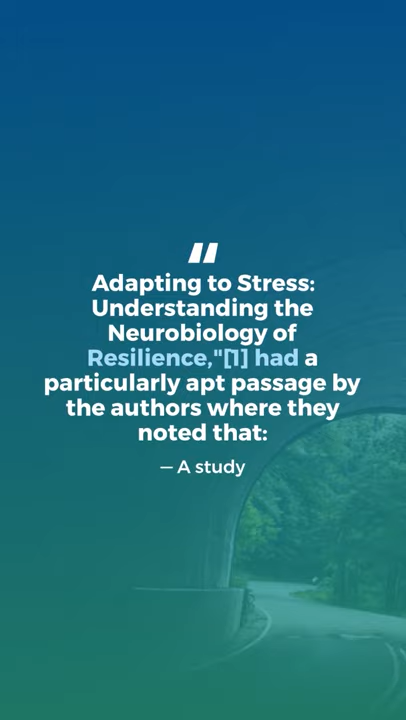 "
Adapting to Stress:
Understanding the
Neurobiology of
Resilience,"[1] had a
particularly apt passage by
the authors where they
noted that:
— A study